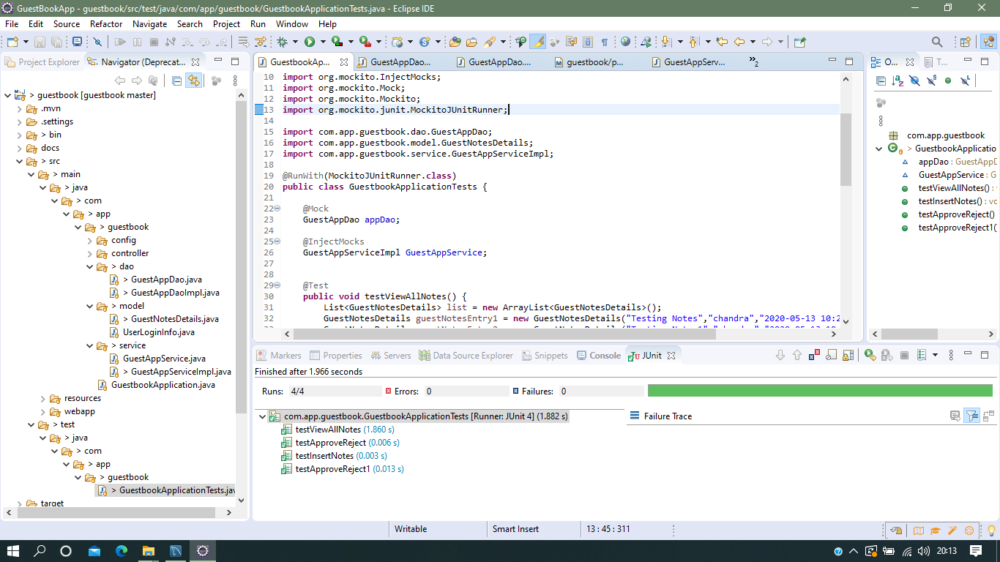 GuestBookApp - guestbook/src/test/java/com/app/guestbook/GuestbookApplicationTests.java - Eclipse IDE
File Edit Source Refactor Navigate Search Project Run Window Help
Project Explorer
Navigator (Deprecat...
> guestbook [guestbook master]
> .mvn
> .settings
> bin
docs
> src
> main
> java
> com
> app
> guestbook
config
controller
> dao
> GuestAppDao.java
> GuestAppDaoImpl.java
> model
> GuestNotesDetails.java
UserLoginInfo.java
> service
GuestAppService.java
> GuestAppServiceImpl.java
GuestbookApplication.java
resources
webapp
> test
> java
> com
> app
> guestbook
> GuestbookApplicationTests.jav
target
GuestbookAp...
GuestAppDao...
GuestAppDao....
guestbook/p...
GuestAppServ...
»2
10 import org.mockito.InjectMocks;
11 import org.mockito.Mock;
12 import org.mockito.Mockito;
13 import org.mockito.junit.MockitoJUnitRunner;
14
15 import com.app.guestbook.dao.GuestAppDao;
16 import com.app.guestbook.model.GuestNotesDetails;
17 import com.app.guestbook.service.GuestAppServiceImpl;
18
19 @RunWith(MockitoJUnitRunner.class)
20 public class GuestbookApplicationTests {
21
22 @Mock
23 GuestAppDao appDao;
24
25 @InjectMocks
26 GuestAppServiceImpl GuestAppService;
27
28
29 @Test
30 public void testViewAllNotes() {
31 List<GuestNotesDetails> list = new ArrayList<GuestNotesDetails>();
32 GuestNotesDetails guestNotesEntry1 = new GuestNotesDetails("Testing Notes","chandra","2020-05-13 10:2
O...
T...
com.app.guestbook
> GuestbookApplicatio
appDao : GuestAppD
GuestAppService : G
testViewAllNotes() : v
testInsertNotes() : vo
testApproveReject()
testApproveReject1(
Markers
Properties
Servers
Data Source Explorer
Snippets
Console
JUnit
Finished after 1.966 seconds
Runs: 4/4
Errors: 0
Failures: 0
com.app.guestbook.GuestbookApplicationTests [Runner: JUnit 4] (1.882 s)
testViewAllNotes (1.860 s)
testApproveReject (0.006 s)
testInsertNotes (0.003 s)
testApproveReject1 (0.013 s)
Failure Trace
Writable
Smart Insert
13 : 45 : 311
20:13